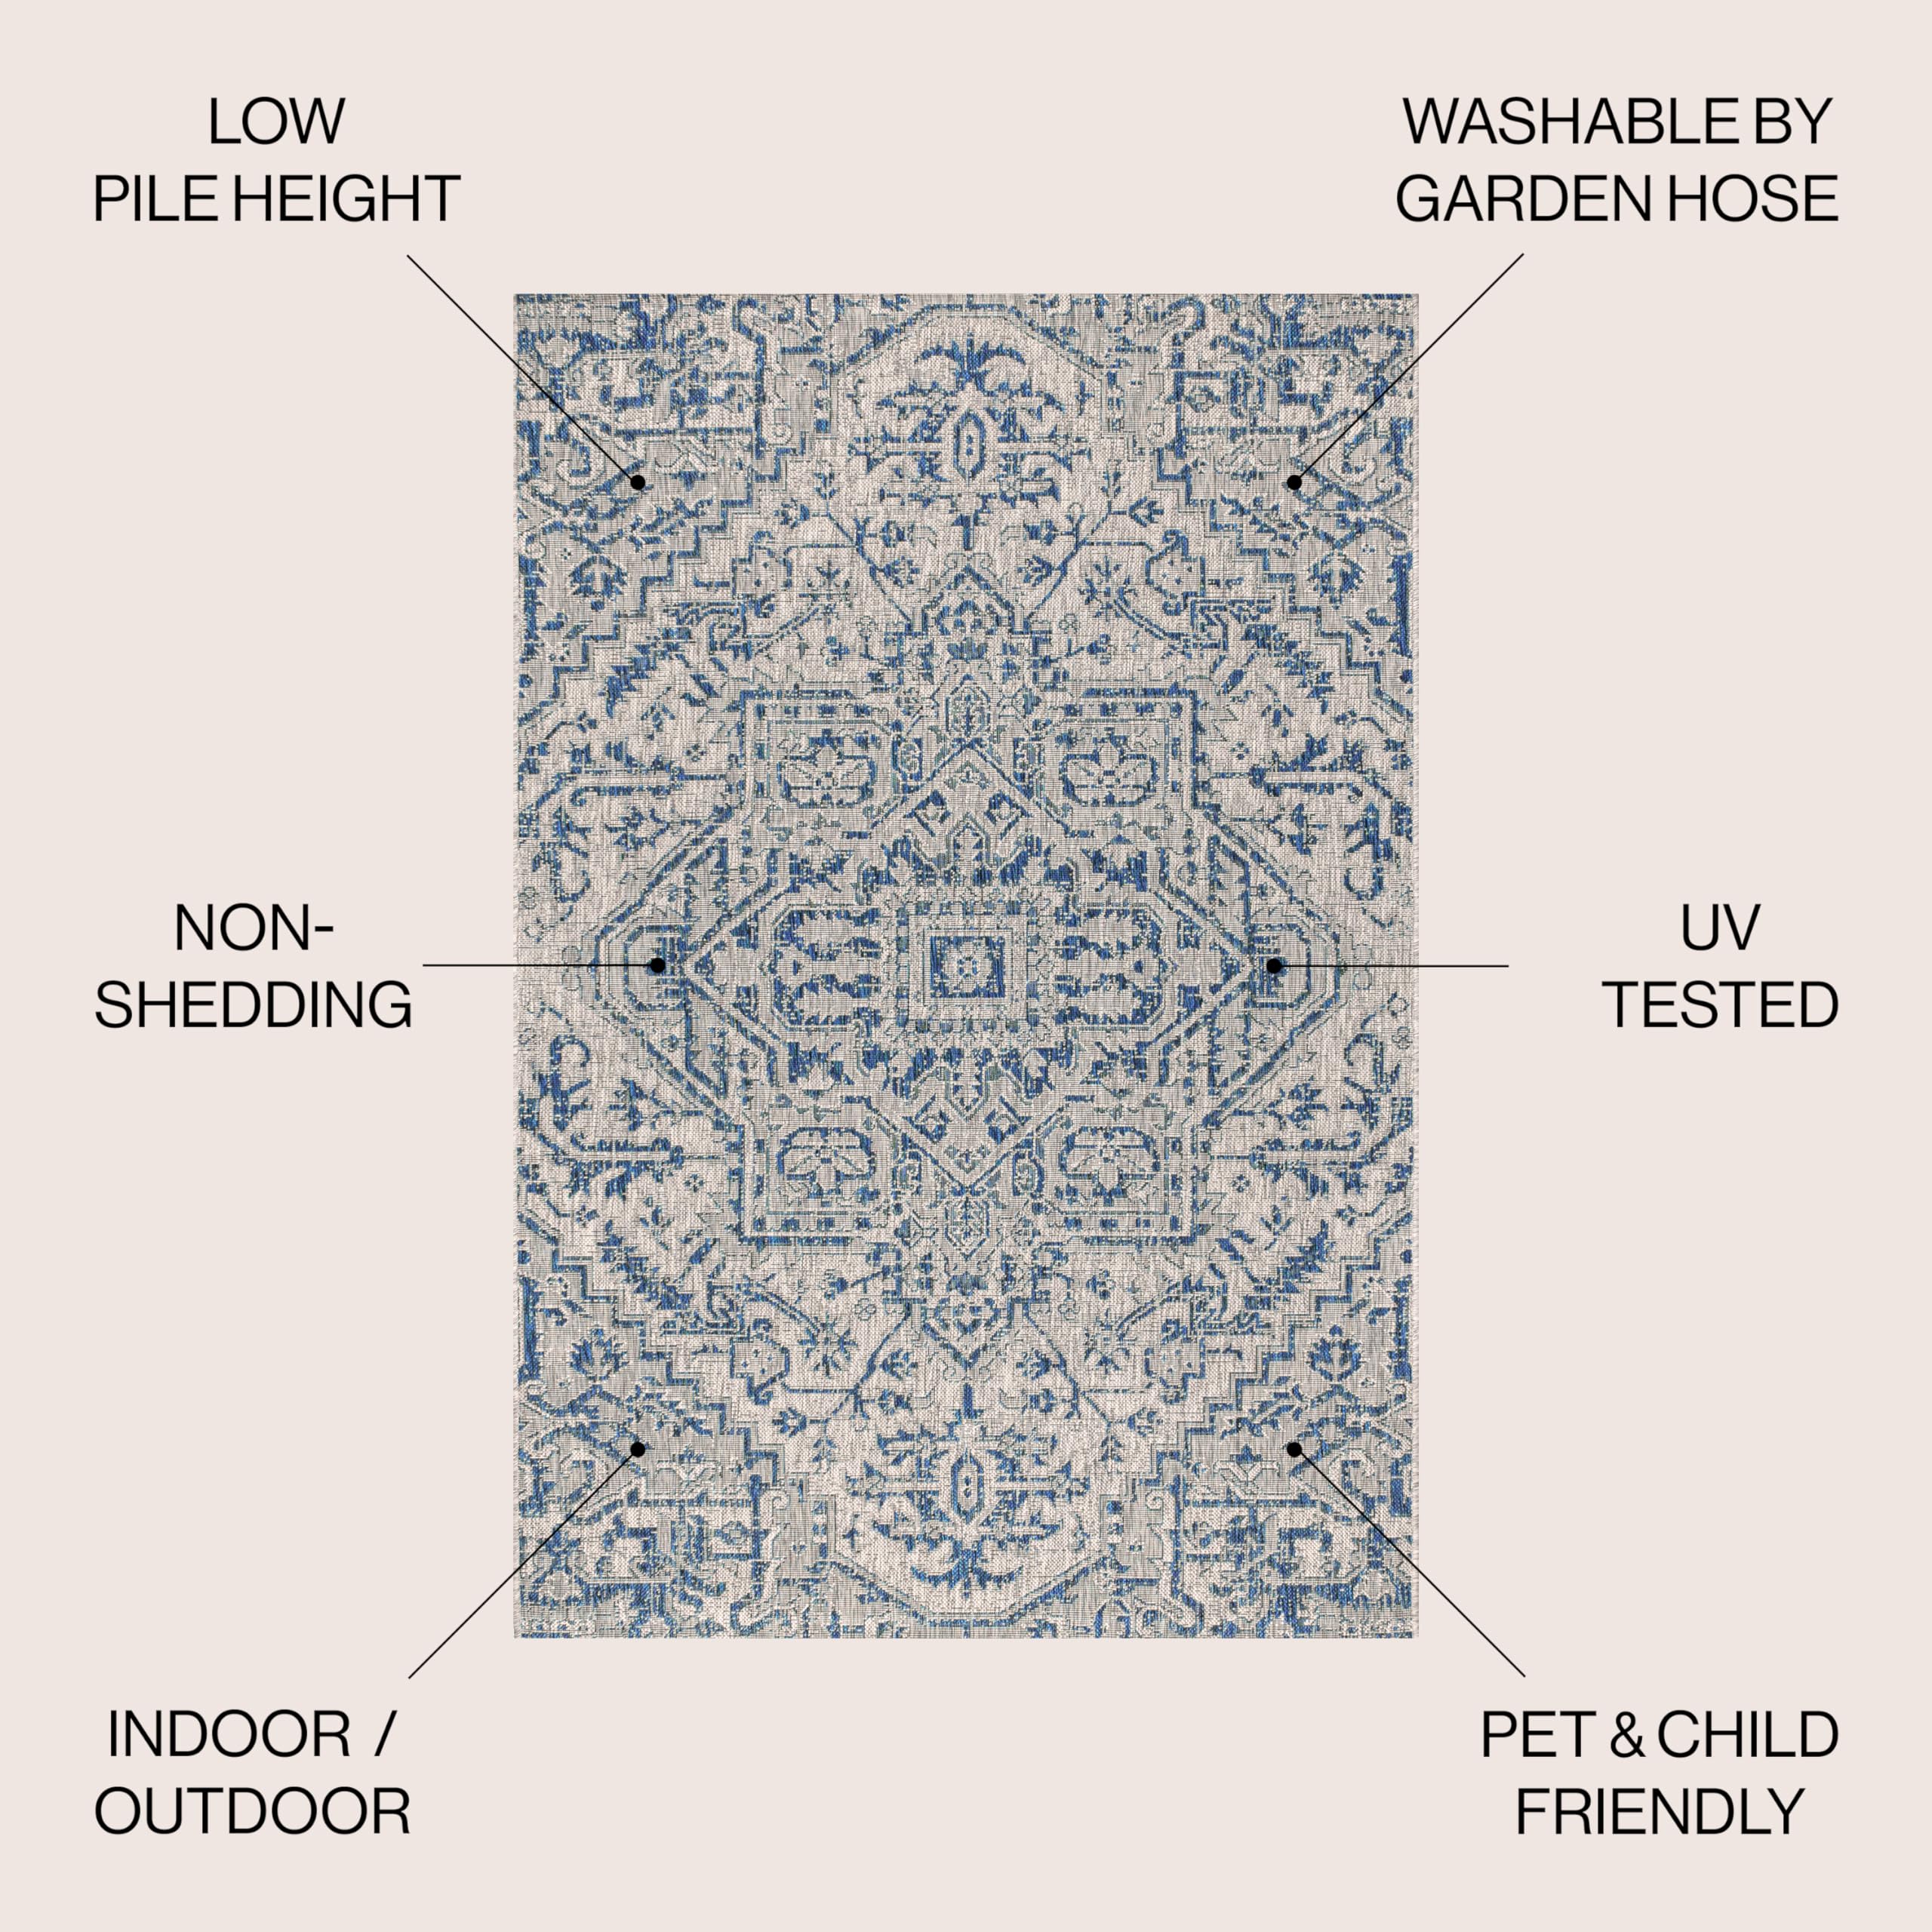 LOW
PILE HEIGHT
WASHABLE BY
GARDEN HOSE
NON-
SHEDDING
UV
TESTED
INDOOR /
OUTDOOR
PET & CHILD
FRIENDLY